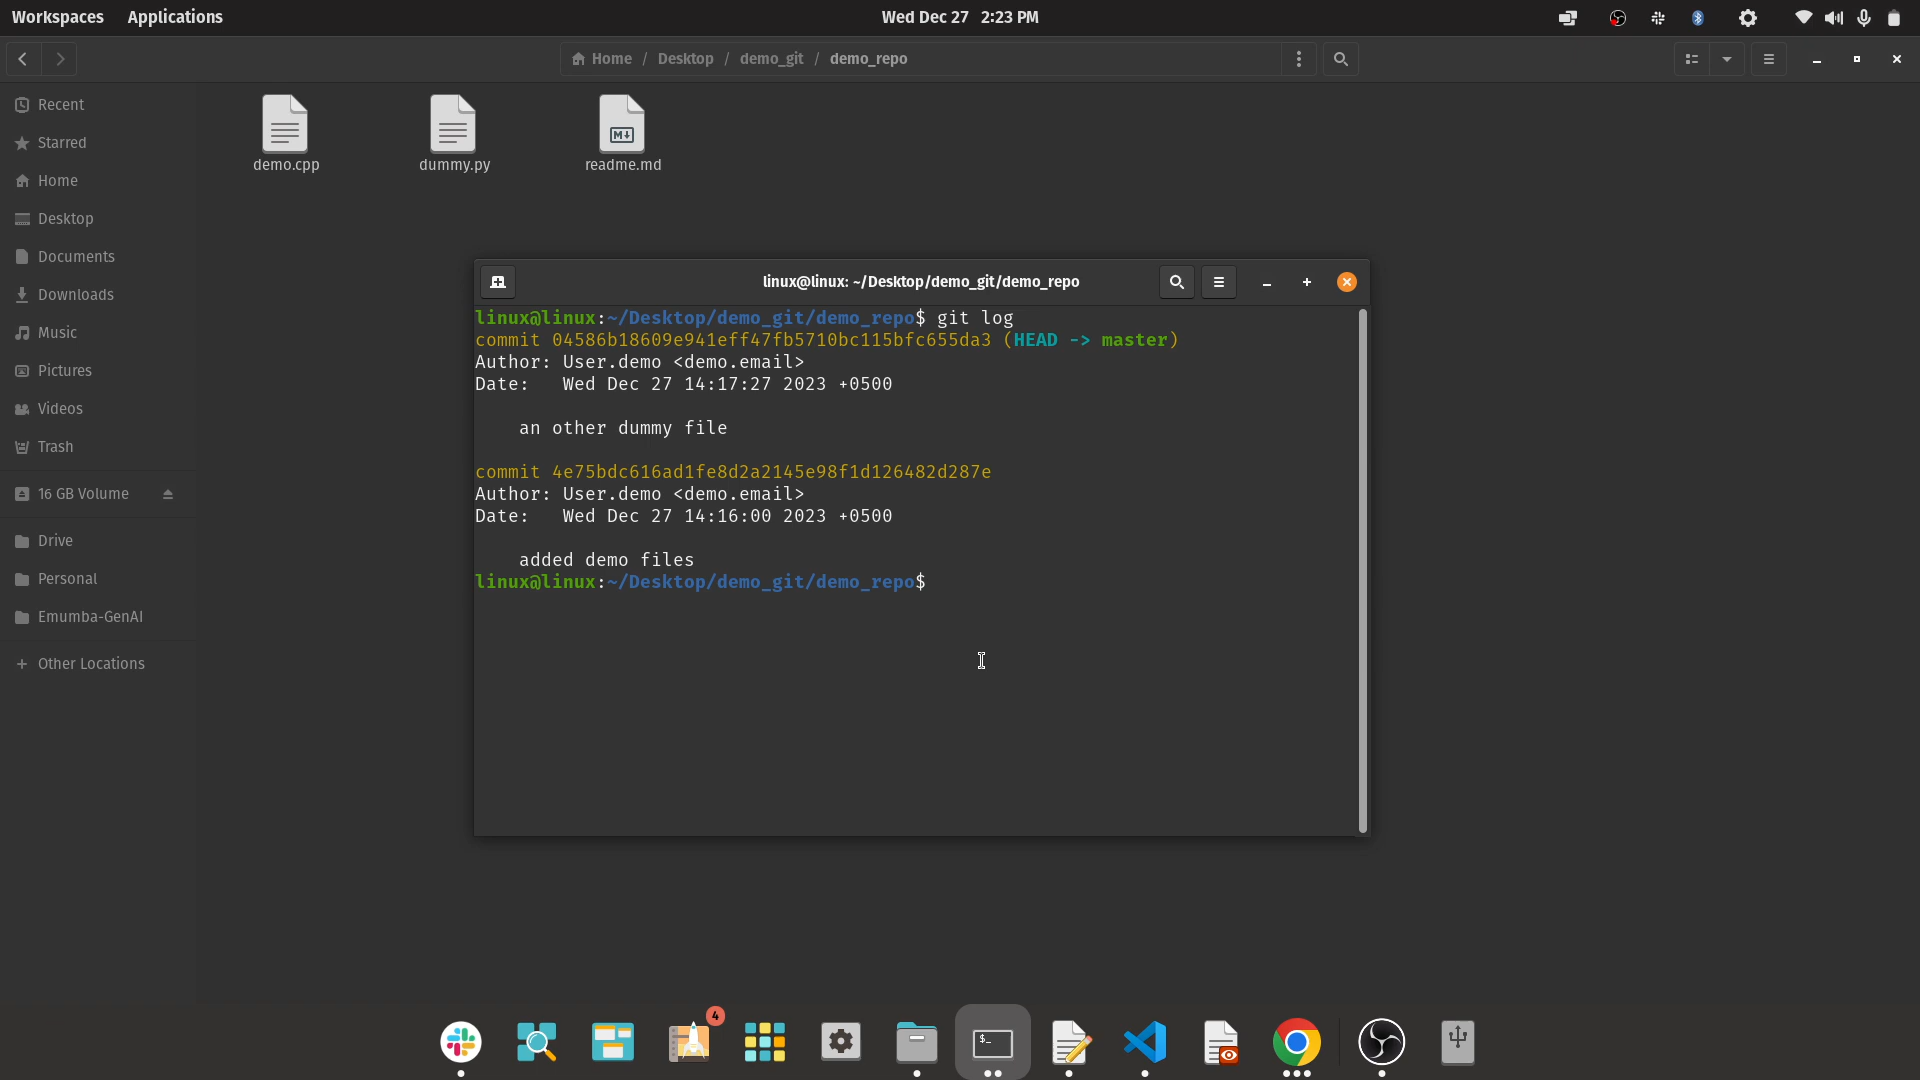 Workspaces Applications Wed Dec 27 2:23 PM
Home / Desktop / demo_git / demo_repo
Recent
Starred
Home
Desktop
Documents
Downloads
Music
Pictures
Videos
Trash
16 GB Volume
Drive
Personal
Emumba-GenAI
+ Other Locations
demo.cpp dummy.py readme.md
M
linux@linux: ~/Desktop/demo_git/demo_repo
linux@linux:~/Desktop/demo_git/demo_repo$ git log
commit 04586b18609e941eff47fb5710bc115bfc655da3 (HEAD -> master)
Author: User.demo <demo.email>
Date:   Wed Dec 27 14:17:27 2023 +0500
an other dummy file
commit 4e75bdc616ad1fe8d2a2145e98f1d126482d287e
Author: User.demo <demo.email>
Date:   Wed Dec 27 14:16:00 2023 +0500
added demo files
linux@linux:~/Desktop/demo_git/demo_repo$
4
$_